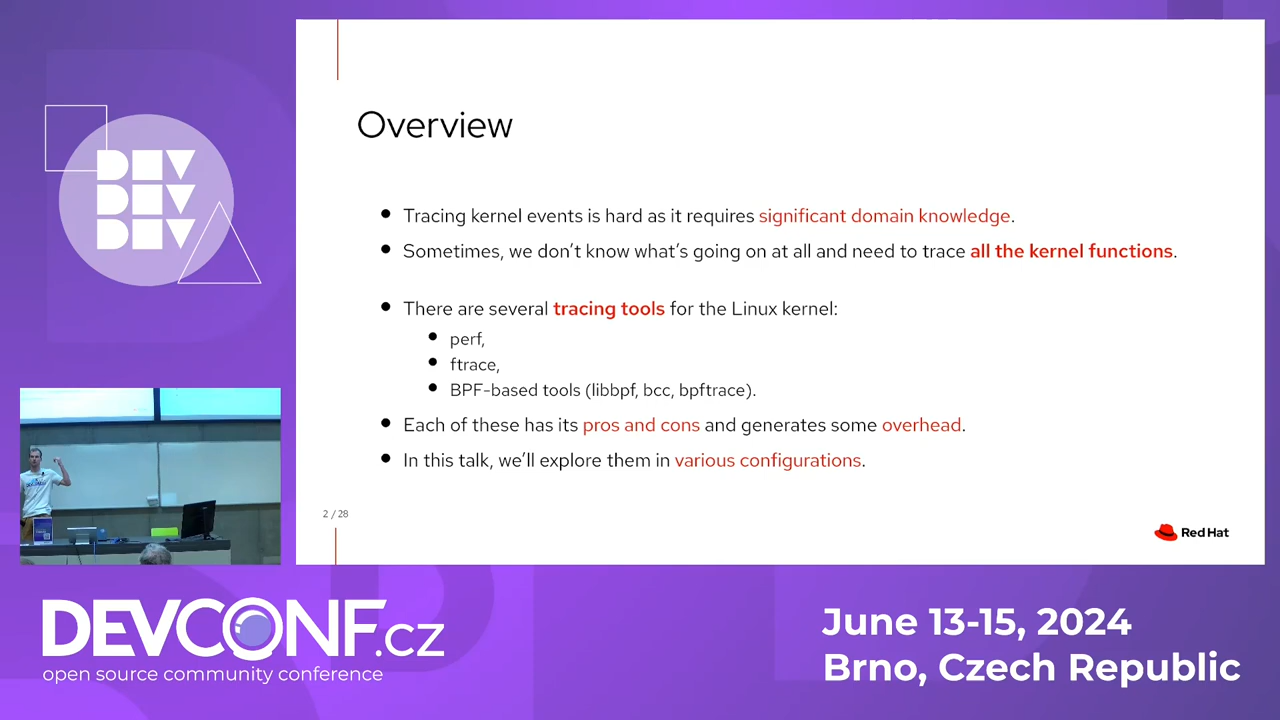 DEV
DEV
DEV
Overview
Tracing kernel events is hard as it requires significant domain knowledge.
Sometimes, we don't know what's going on at all and need to trace all the kernel functions.
There are several tracing tools for the Linux kernel:
perf,
ftrace,
BPF-based tools (libbpf, bcc, bpftrace).
Each of these has its pros and cons and generates some overhead.
In this talk, we'll explore them in various configurations.
2 / 28
Red Hat
DEVCONF.cz
open source community conference
June 13-15, 2024
Brno, Czech Republic